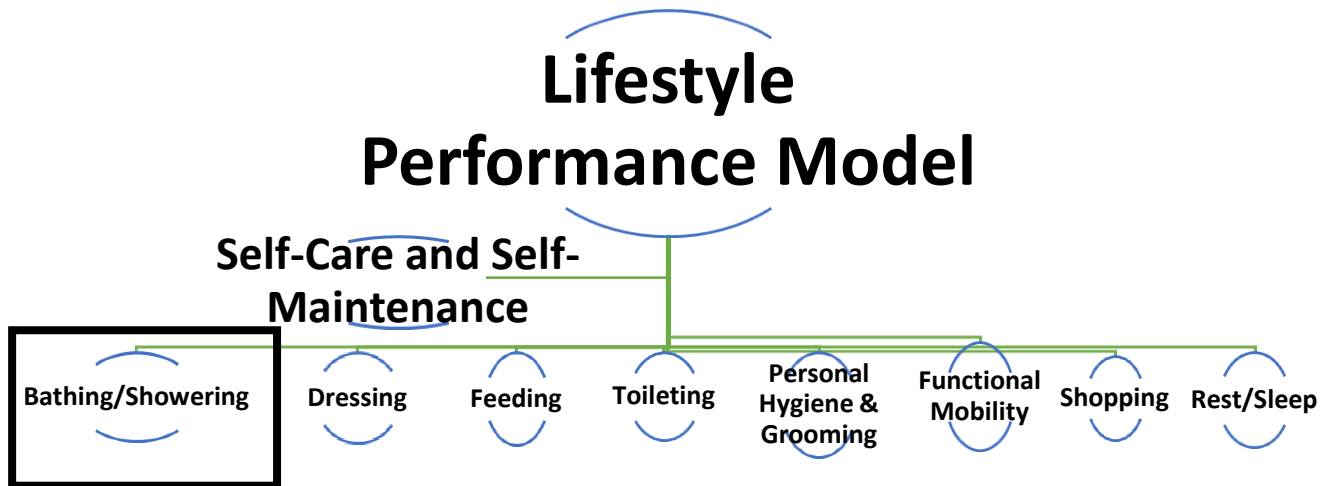 Lifestyle
Performance Model
Self-Care and Self-
Maintenance
Bathing/Showering
Dressing
Feeding
Toileting
Personal
Hygiene &
Grooming
Functional
Mobility
Shopping
Rest/Sleep